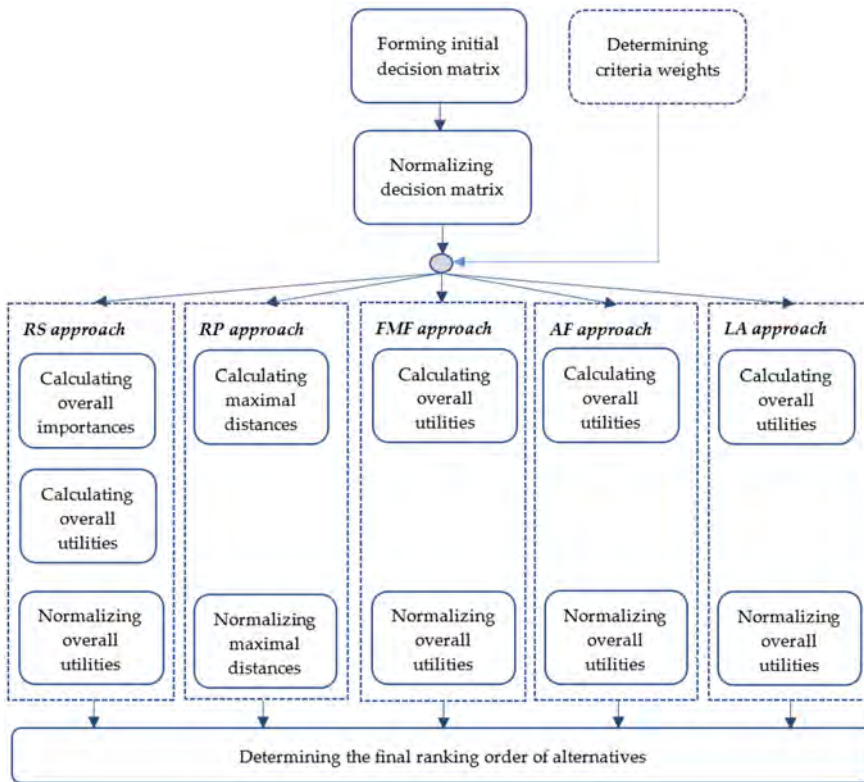 Forming initial
decision matrix
Determining
criteria weights
Normalizing
decision matrix
RS approach
Calculating
overall
importances
Calculating
overall
utilities
Normalizing
overall
utilities
RP approach
Calculating
maximal
distances
Normalizing
maximal
distances
FMF approach
Calculating
overall
utilities
Normalizing
overall
utilities
AF approach
Calculating
overall
utilities
Normalizing
overall
utilities
LA approach
Calculating
overall
utilities
Normalizing
overall
utilities
Determining the final ranking order of alternatives